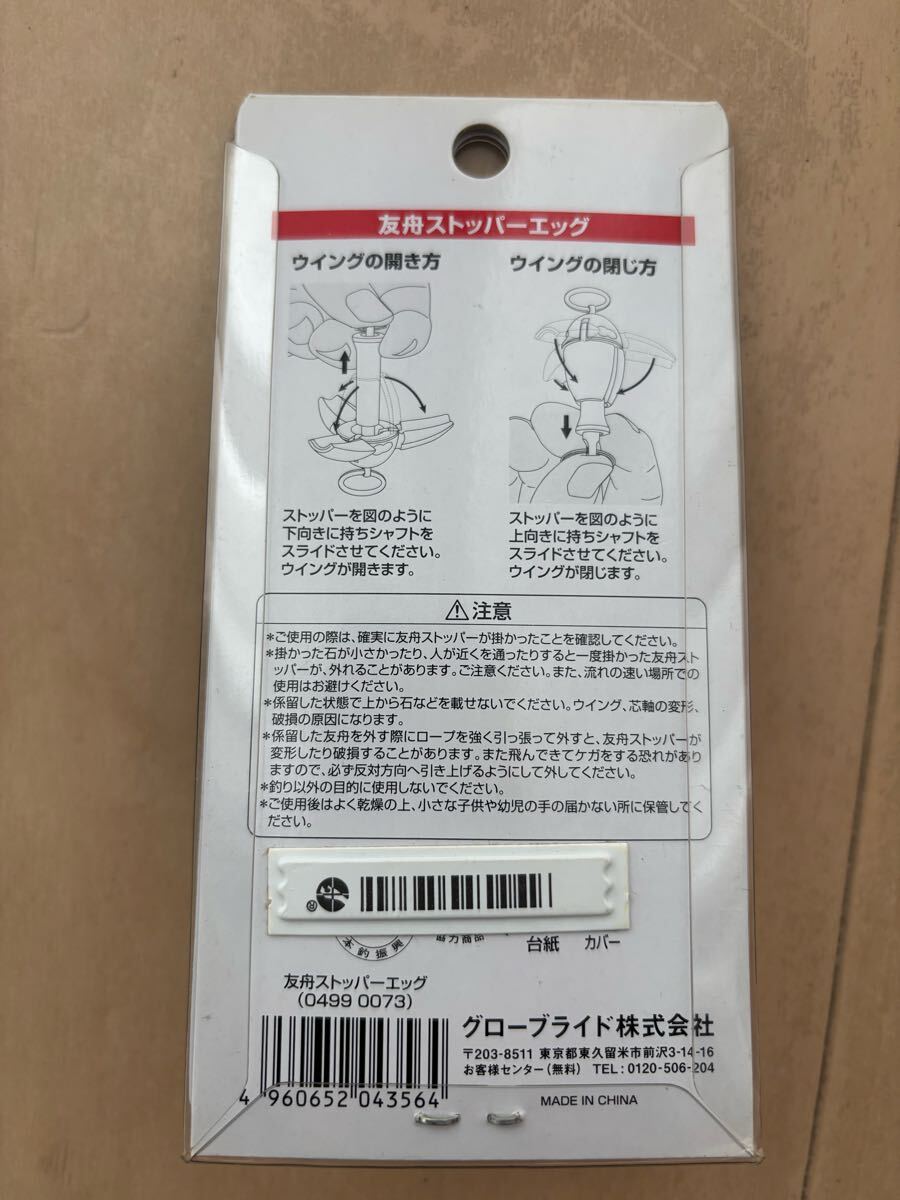 友舟ストッパーエッグ
ウイングの開き方
ウイングの閉じ方
ストッパーを図のように
下向きに持ちシャフトを
スライドさせてください。
ウイングが開きます。
ストッパーを図のように
上向きに持ちシャフトを
スライドさせてください。
ウイングが閉じます。
⚠注意
*ご使用の際は、確実に友舟ストッパーが掛かったことを確認してください。
*掛かった石が小さかったり、人が近くを通ったりすると一度掛かった友舟スト
ッパーが、外れることがあります。ご注意ください。また、流れの速い場所での
使用はお避けください。
*係留した状態で上から石などを載せないでください。ウイング、芯軸の変形、
破損の原因になります。
*係留した友舟を外す際にロープを強く引っ張って外すと、友舟ストッパーが
変形したり破損することがあります。また飛んできてケガをする恐れがあり
ますので、必ず反対方向へ引き上げるようにして外してください。
*釣り以外の目的に使用しないでください。
*ご使用後はよく乾燥の上、小さな子供や幼児の手の届かない所に保管してく
ださい。
®
本釣振興
協力商品
台紙 カバー
友舟ストッパーエッグ
(0499 0073)
グローブライド株式会社
〒203-8511 東京都東久留米市前沢3-14-16
お客様センター(無料) TEL:0120-506-204
4 960652 043564
MADE IN CHINA